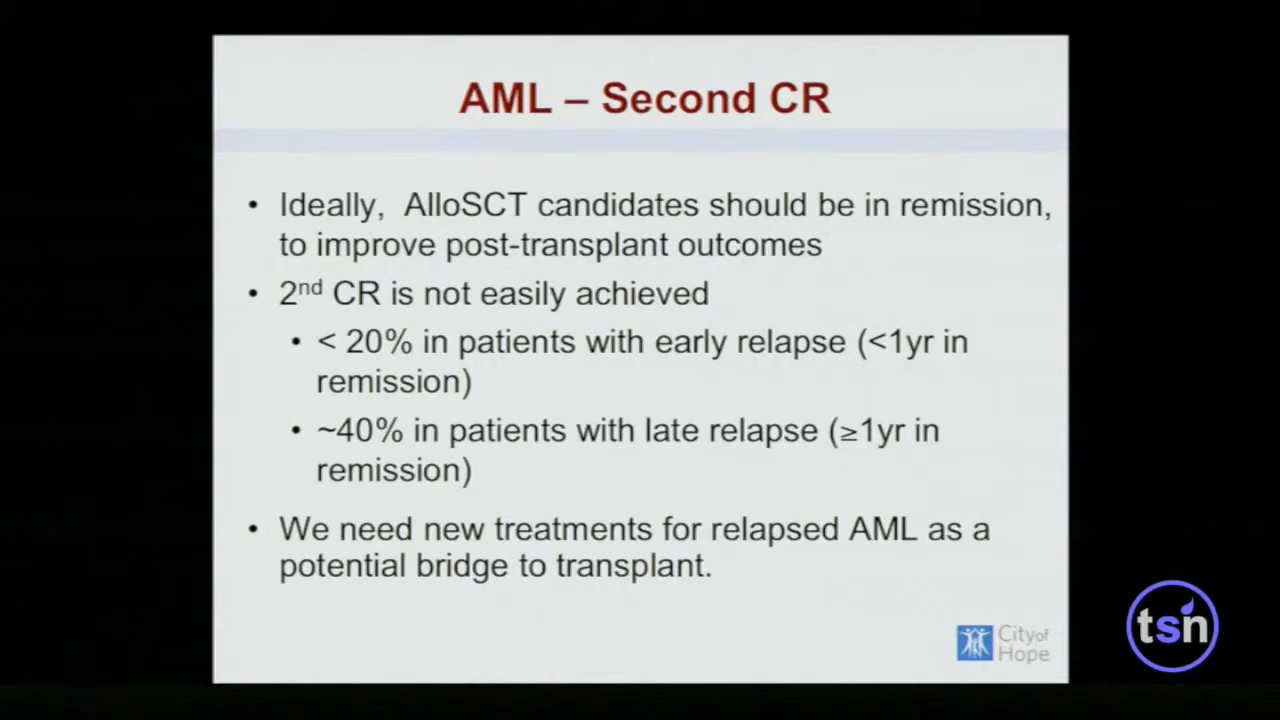 AML – Second CR
• Ideally, AlloSCT candidates should be in remission,
to improve post-transplant outcomes
• 2nd CR is not easily achieved
• < 20% in patients with early relapse (<1yr in
remission)
• ~40% in patients with late relapse (≥1yr in
remission)
• We need new treatments for relapsed AML as a
potential bridge to transplant.
City of
Hope
tsn